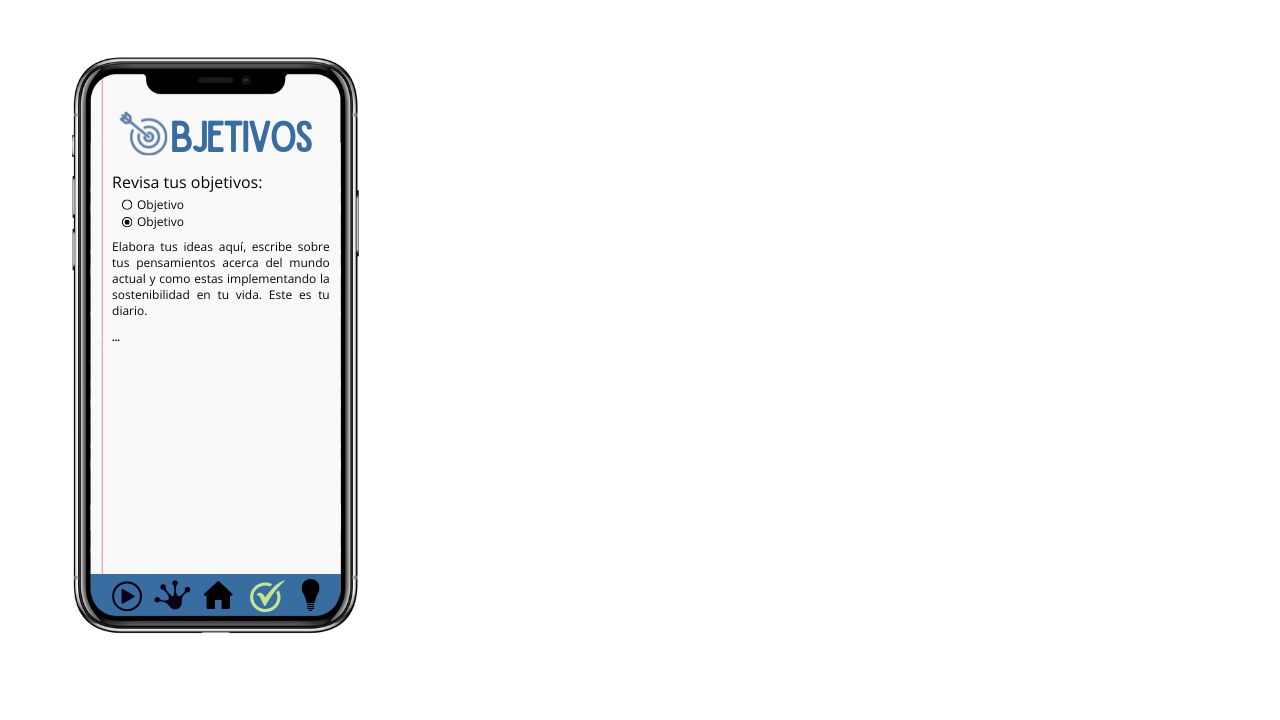 BJETIVOS
Revisa tus objetivos:
Objetivo
Objetivo
Elabora tus ideas aquí, escribe sobre
tus pensamientos acerca del mundo
actual y como estas implementando la
sostenibilidad en tu vida. Este es tu
diario.
...